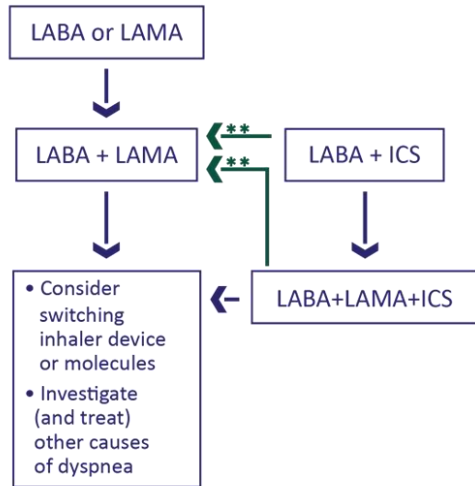 LABA or LAMA
**
LABA + LAMA
LABA + ICS
**
• Consider
switching
inhaler device
or molecules
• Investigate
(and treat)
other causes
of dyspnea
LABA+LAMA+ICS